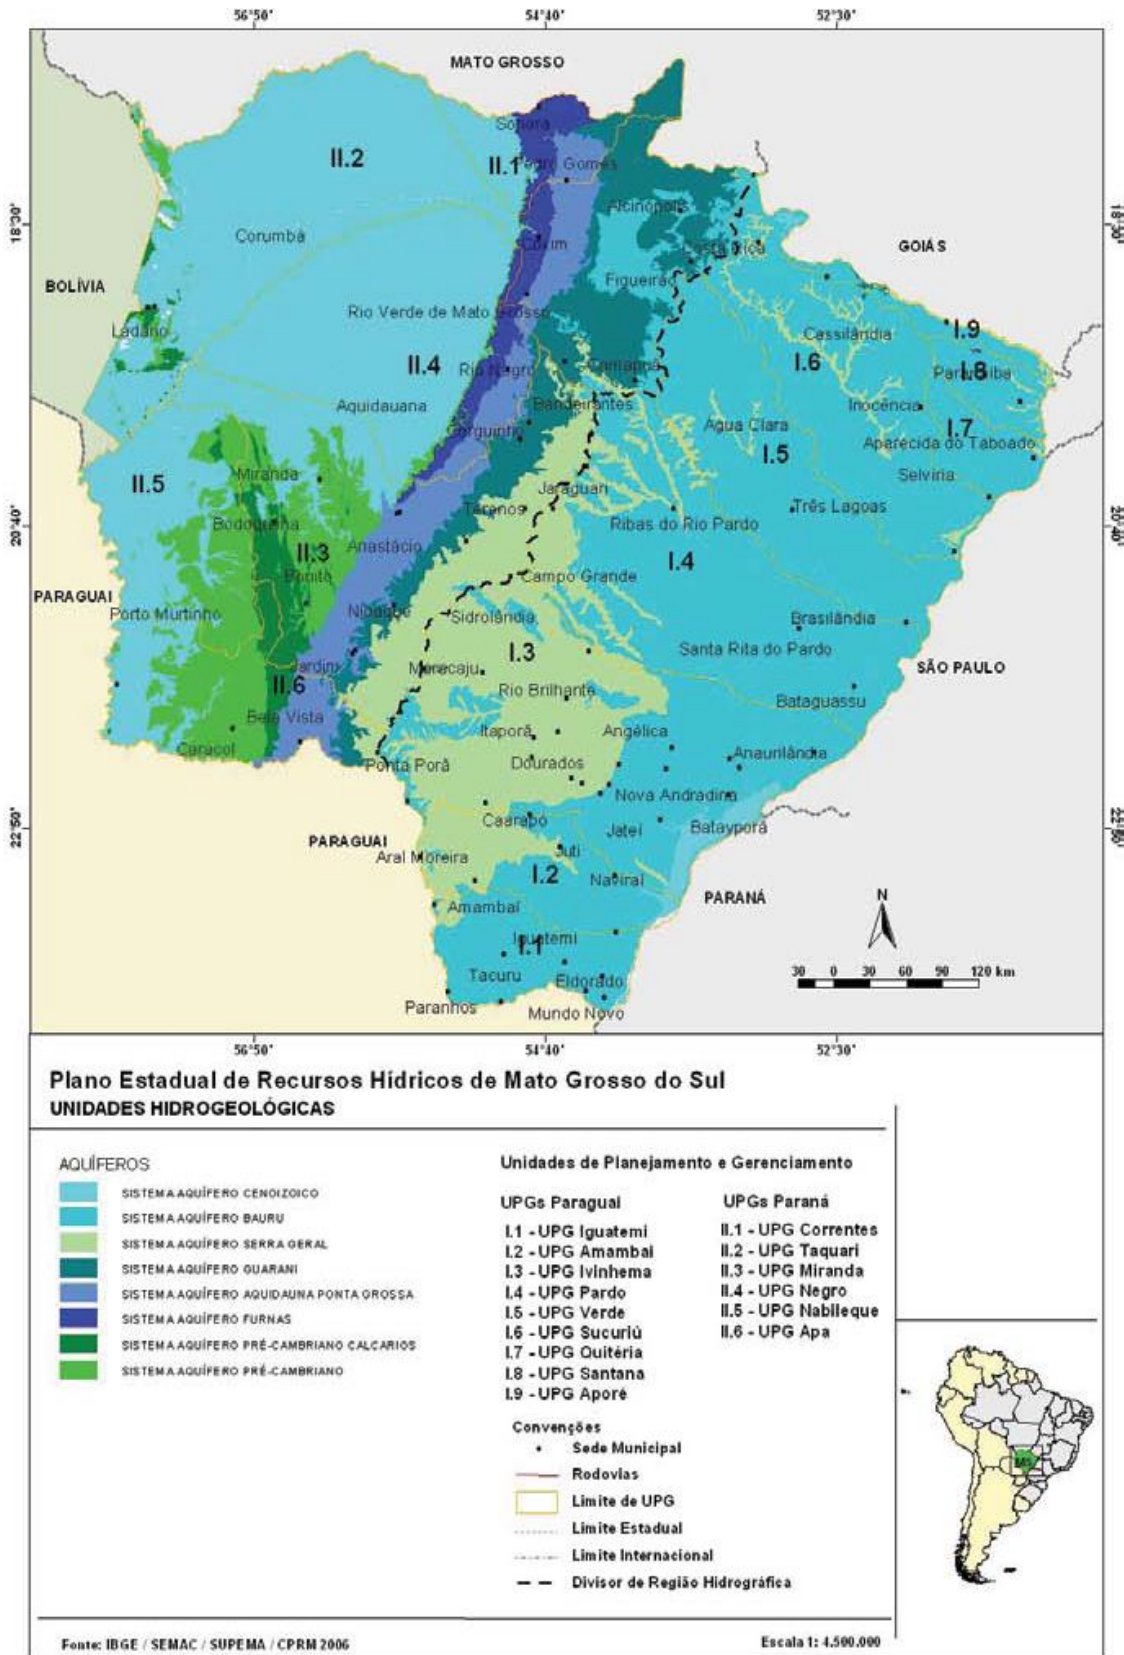 56°50'
54°40'
52°30'
MATO GROSSO
Sonora
II.2
II.1
Pedro Gomes
18°30'
Alcinópolis
18°30'
Corumbá
Coxim
Costa Rica
GOIÁS
BOLÍVIA
Figueirão
Ladário
Rio Verde de Mato Grosso
Cassilândia
I.9
II.4
Rio Negro
Camapuã
I.6
I.8
Paranaíba
Aquidauana
Bandeirantes
Inocência
Corguinho
Água Clara
I.7
Aparecida do Taboado
I.5
Miranda
II.5
Selvíria
Jaraguari
Terenos
Três Lagoas
Bodoquena
Ribas do Rio Pardo
20°40'
20°40'
Anastácio
II.3
I.4
Bonito
Campo Grande
PARAGUAI
Porto Murtinho
Nioaque
Sidrolândia
Brasilândia
I.3
Santa Rita do Pardo
Jardim
Maracaju
SÃO PAULO
II.6
Rio Brilhante
Bataguassu
Bela Vista
Itaporã
Angélica
Caracol
Anaurilândia
Ponta Porã
Dourados
Nova Andradina
Caarapó
Jateí
Batayporã
22°50'
22°50'
PARAGUAI
Juti
Aral Moreira
I.2
Naviraí
PARANÁ
N
Amambaí
Iguatemi
I.1
Tacuru
Eldorado
30 0 30 60 90 120 km
Paranhos
Mundo Novo
56°50'
54°40'
52°30'
Plano Estadual de Recursos Hídricos de Mato Grosso do Sul
UNIDADES HIDROGEOLÓGICAS
AQUÍFEROS
SISTEMA AQUÍFERO CENOIZOICO
SISTEMA AQUÍFERO BAURU
SISTEMA AQUÍFERO SERRA GERAL
SISTEMA AQUÍFERO GUARANI
SISTEMA AQUÍFERO AQUIDAUNA PONTA GROSSA
SISTEMA AQUÍFERO FURNAS
SISTEMA AQUÍFERO PRÉ-CAMBRIANO CALCARIOS
SISTEMA AQUÍFERO PRÉ-CAMBRIANO
Unidades de Planejamento e Gerenciamento
UPGs Paraguai
I.1 - UPG Iguatemi
I.2 - UPG Amambai
I.3 - UPG Ivinhema
I.4 - UPG Pardo
I.5 - UPG Verde
I.6 - UPG Sucuriú
I.7 - UPG Quitéria
I.8 - UPG Santana
I.9 - UPG Aporé
UPGs Paraná
II.1 - UPG Correntes
II.2 - UPG Taquari
II.3 - UPG Miranda
II.4 - UPG Negro
II.5 - UPG Nabileque
II.6 - UPG Apa
Convenções
Sede Municipal
Rodovias
Limite de UPG
Limite Estadual
Limite Internacional
Divisor de Região Hidrográfica
MS
Fonte: IBGE / SEMAC / SUPEMA / CPRM 2006
Escala 1: 4.500.000